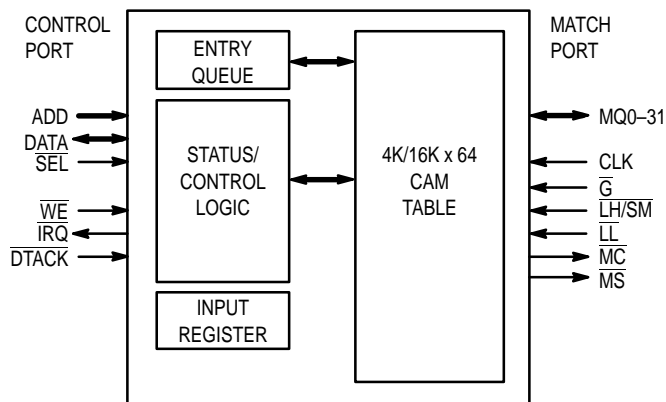 CONTROL
PORT
ADD
DATA
SEL
WE
IRQ
DTACK
ENTRY
QUEUE
STATUS/
CONTROL
LOGIC
INPUT
REGISTER
4K/16K x 64
CAM
TABLE
MATCH
PORT
MQ0–31
CLK
G
LH/SM
LL
MC
MS